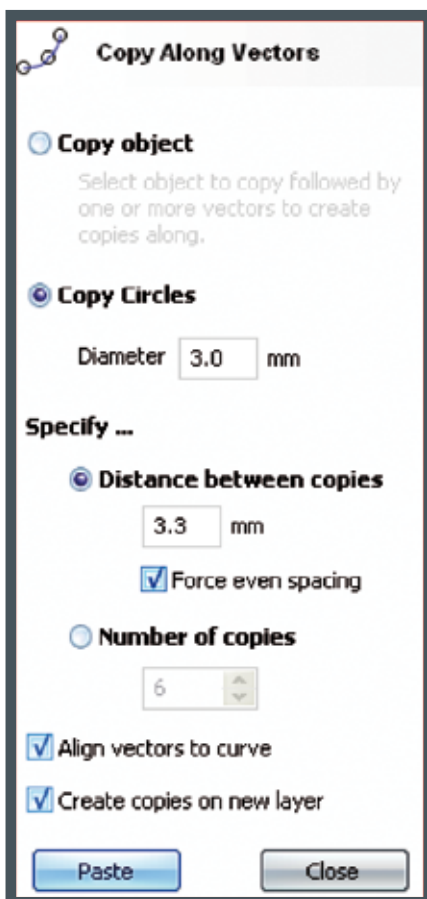 Copy Along Vectors
Copy object
Select object to copy followed by
one or more vectors to create
copies along.
Copy Circles
Diameter 3.0 mm
Specify ...
Distance between copies
3.3 mm
Force even spacing
Number of copies
6
Align vectors to curve
Create copies on new layer
Paste Close